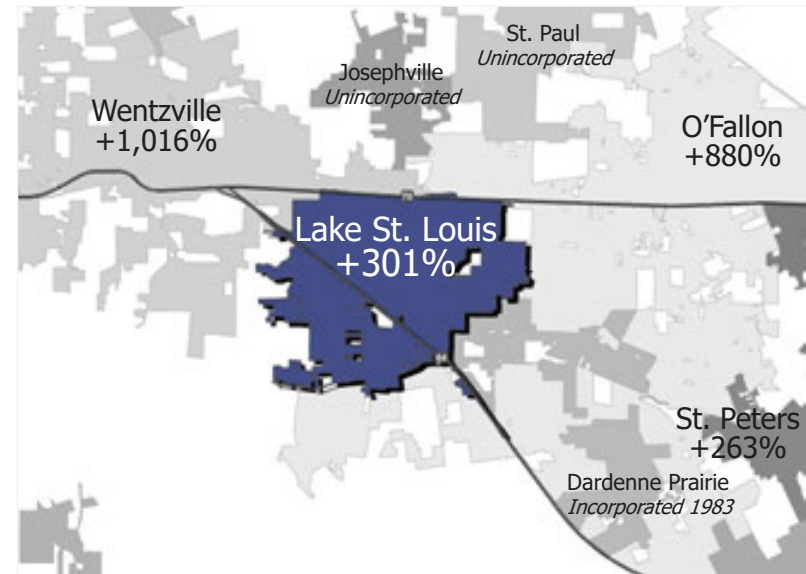 St. Paul
Unincorporated
Josephville
Unincorporated
Wentzville
+1,016%
O'Fallon
+880%
Lake St. Louis
+301%
St. Peters
+263%
Dardenne Prairie
Incorporated 1983